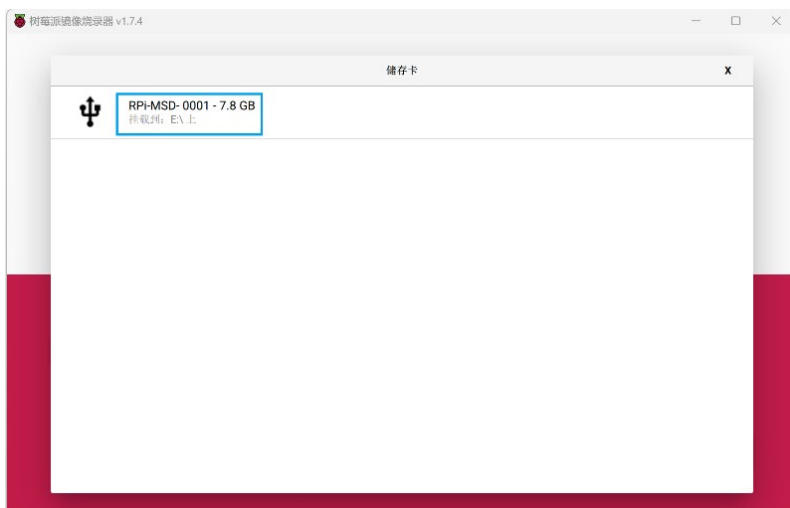 树莓派镜像烧录器 v1.7.4
储存卡
X
RPi-MSD- 0001 - 7.8 GB
挂载到：E:\ 上